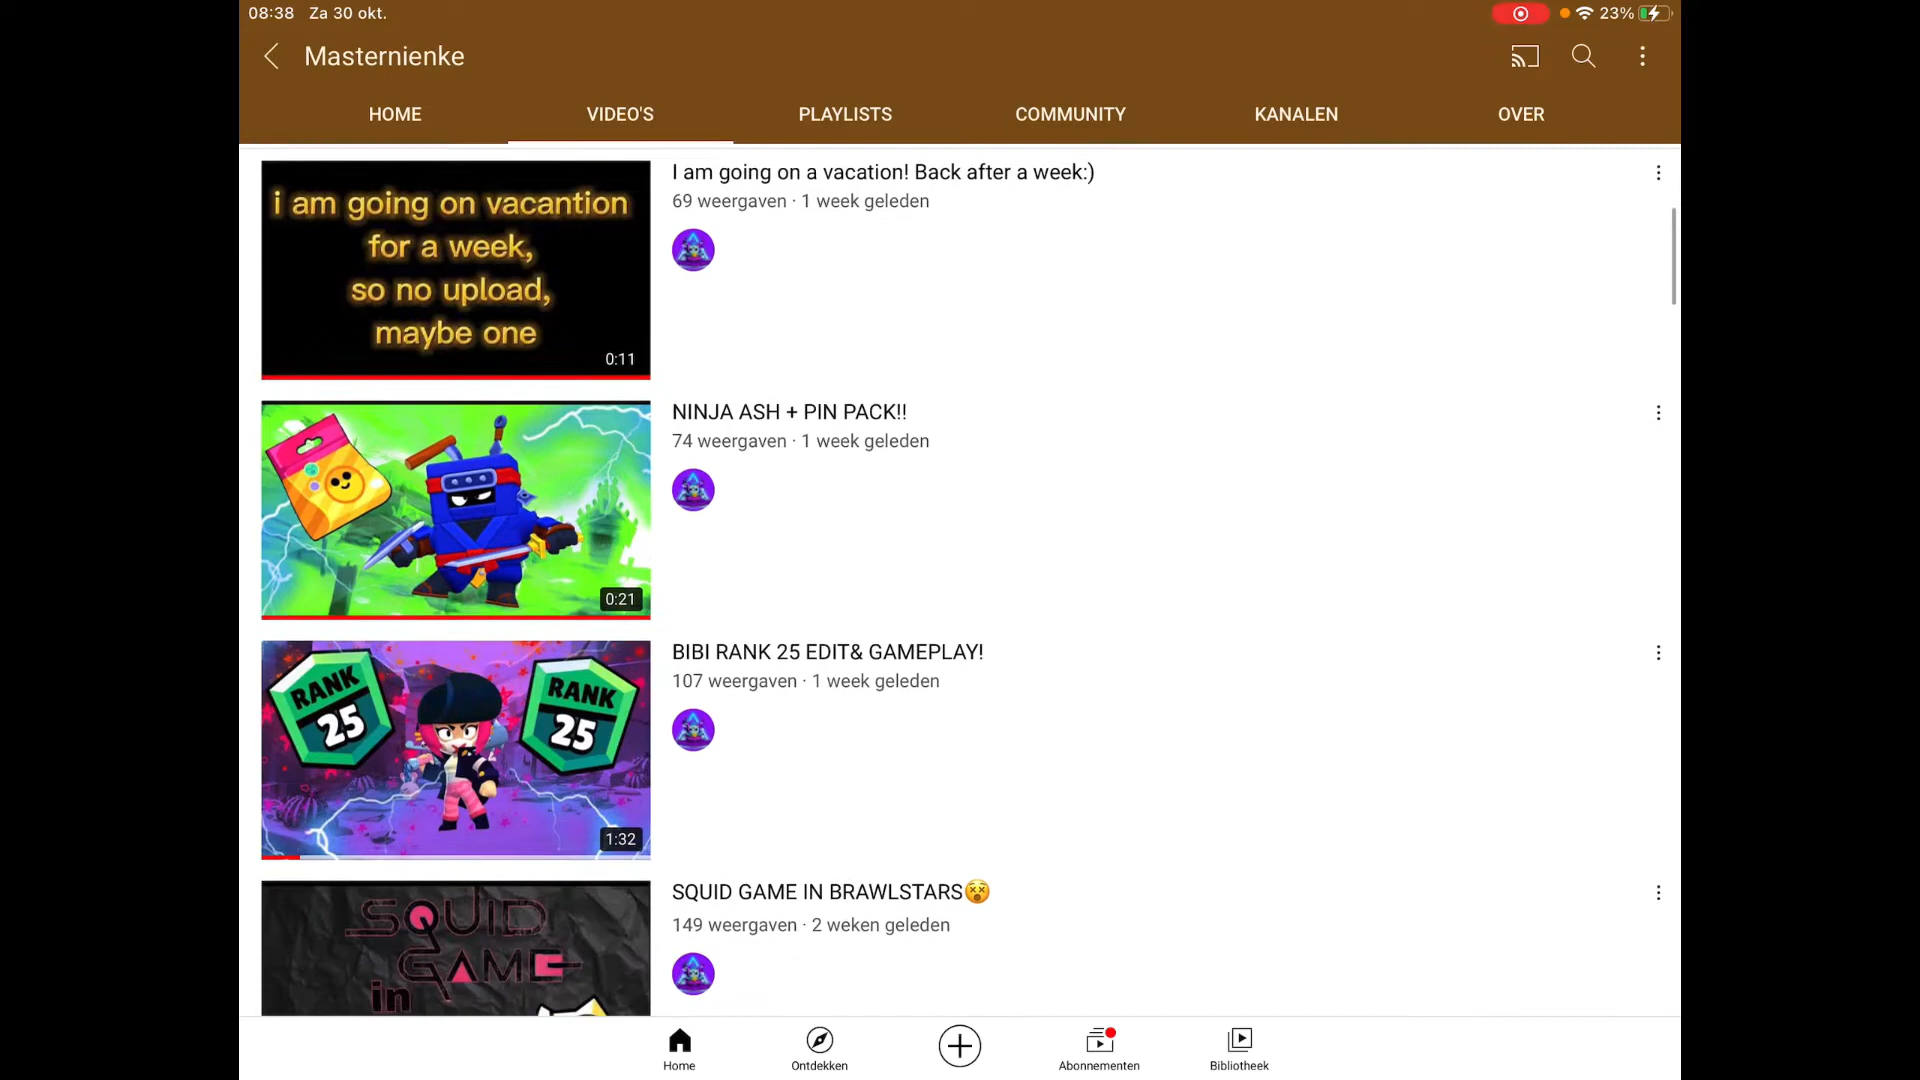 08:38 Za 30 okt.
23%
Masternienke
HOME
VIDEO'S
PLAYLISTS
COMMUNITY
KANALEN
OVER
i am going on vacantion
for a week,
so no upload,
maybe one
0:11
I am going on a vacation! Back after a week:)
69 weergaven · 1 week geleden
0:21
NINJA ASH + PIN PACK!!
74 weergaven · 1 week geleden
RANK
25
RANK
25
1:32
BIBI RANK 25 EDIT& GAMEPLAY!
107 weergaven · 1 week geleden
SQUID
GAME
in
SQUID GAME IN BRAWLSTARS😵
149 weergaven · 2 weken geleden
Home
Ontdekken
Abonnementen
Bibliotheek